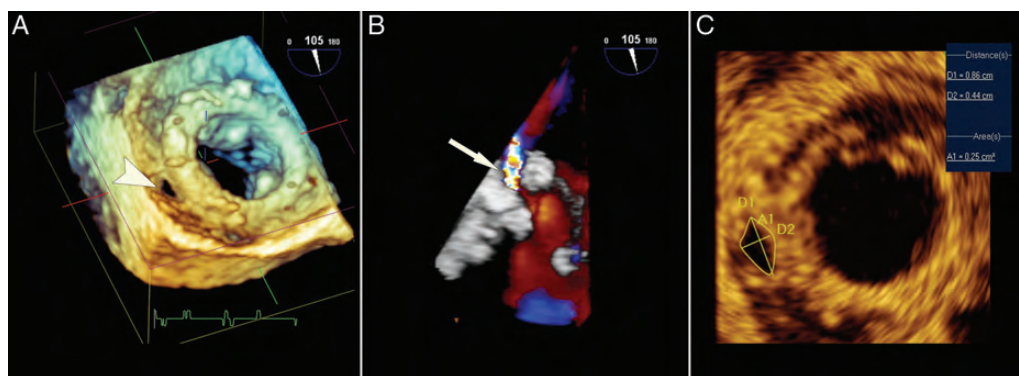 A
0 105 180
B
0 105 180
C
Distance(s)
D1 = 0.86 cm
D2 = 0.44 cm
Area(s)
A1 = 0.25 cm²
D1
A1
D2